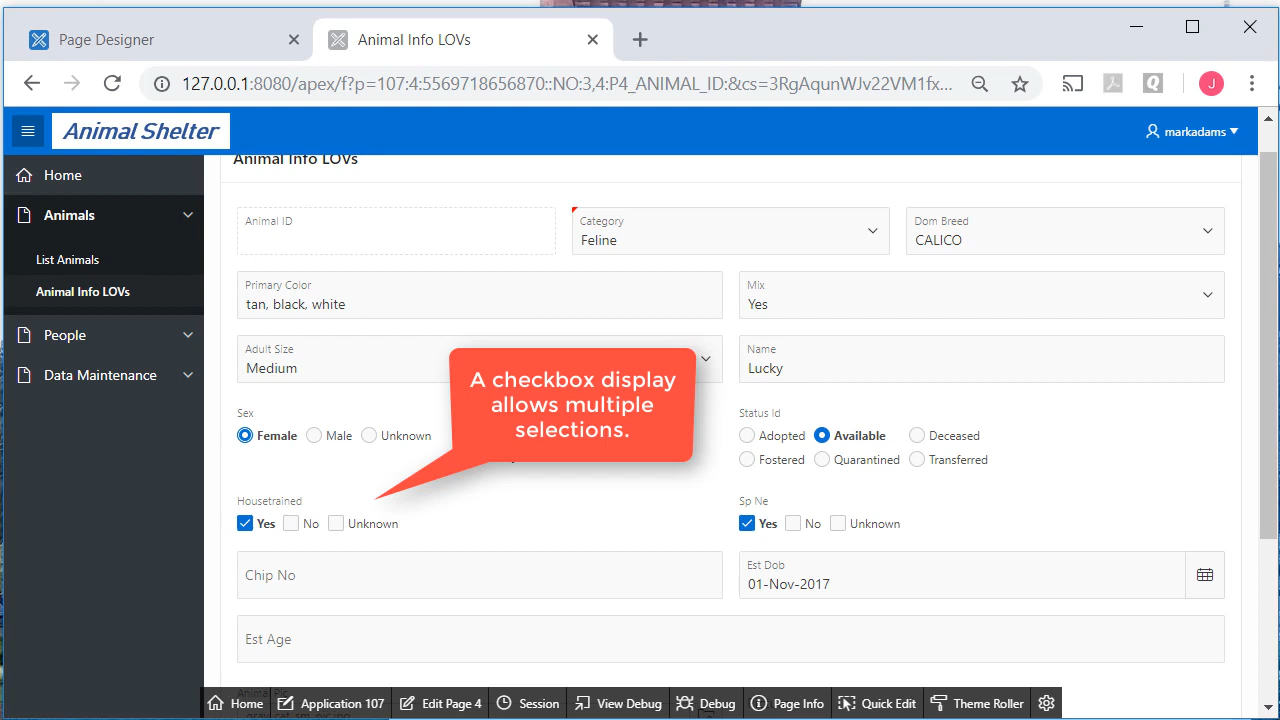 Page Designer
Animal Info LOVs
127.0.0.1:8080/apex/f?p=107:4:5569718656870::NO:3,4:P4_ANIMAL_ID:&cs=3RgAqunWJv22VM1fx...
J
Animal Shelter
markadams
Home
Animals
List Animals
Animal Info LOVs
People
Data Maintenance
Animal Info LOVs
Animal ID
Category
Feline
Dom Breed
CALICO
Primary Color
tan, black, white
Mix
Yes
Adult Size
Medium
Name
Lucky
A checkbox display
allows multiple
selections.
Sex
Female Male Unknown
Status Id
Adopted Available Deceased
Fostered Quarantined Transferred
Housetrained
Yes No Unknown
Sp Ne
Yes No Unknown
Chip No
Est Dob
01-Nov-2017
Est Age
Home Application 107 Edit Page 4 Session View Debug Debug Page Info Quick Edit Theme Roller